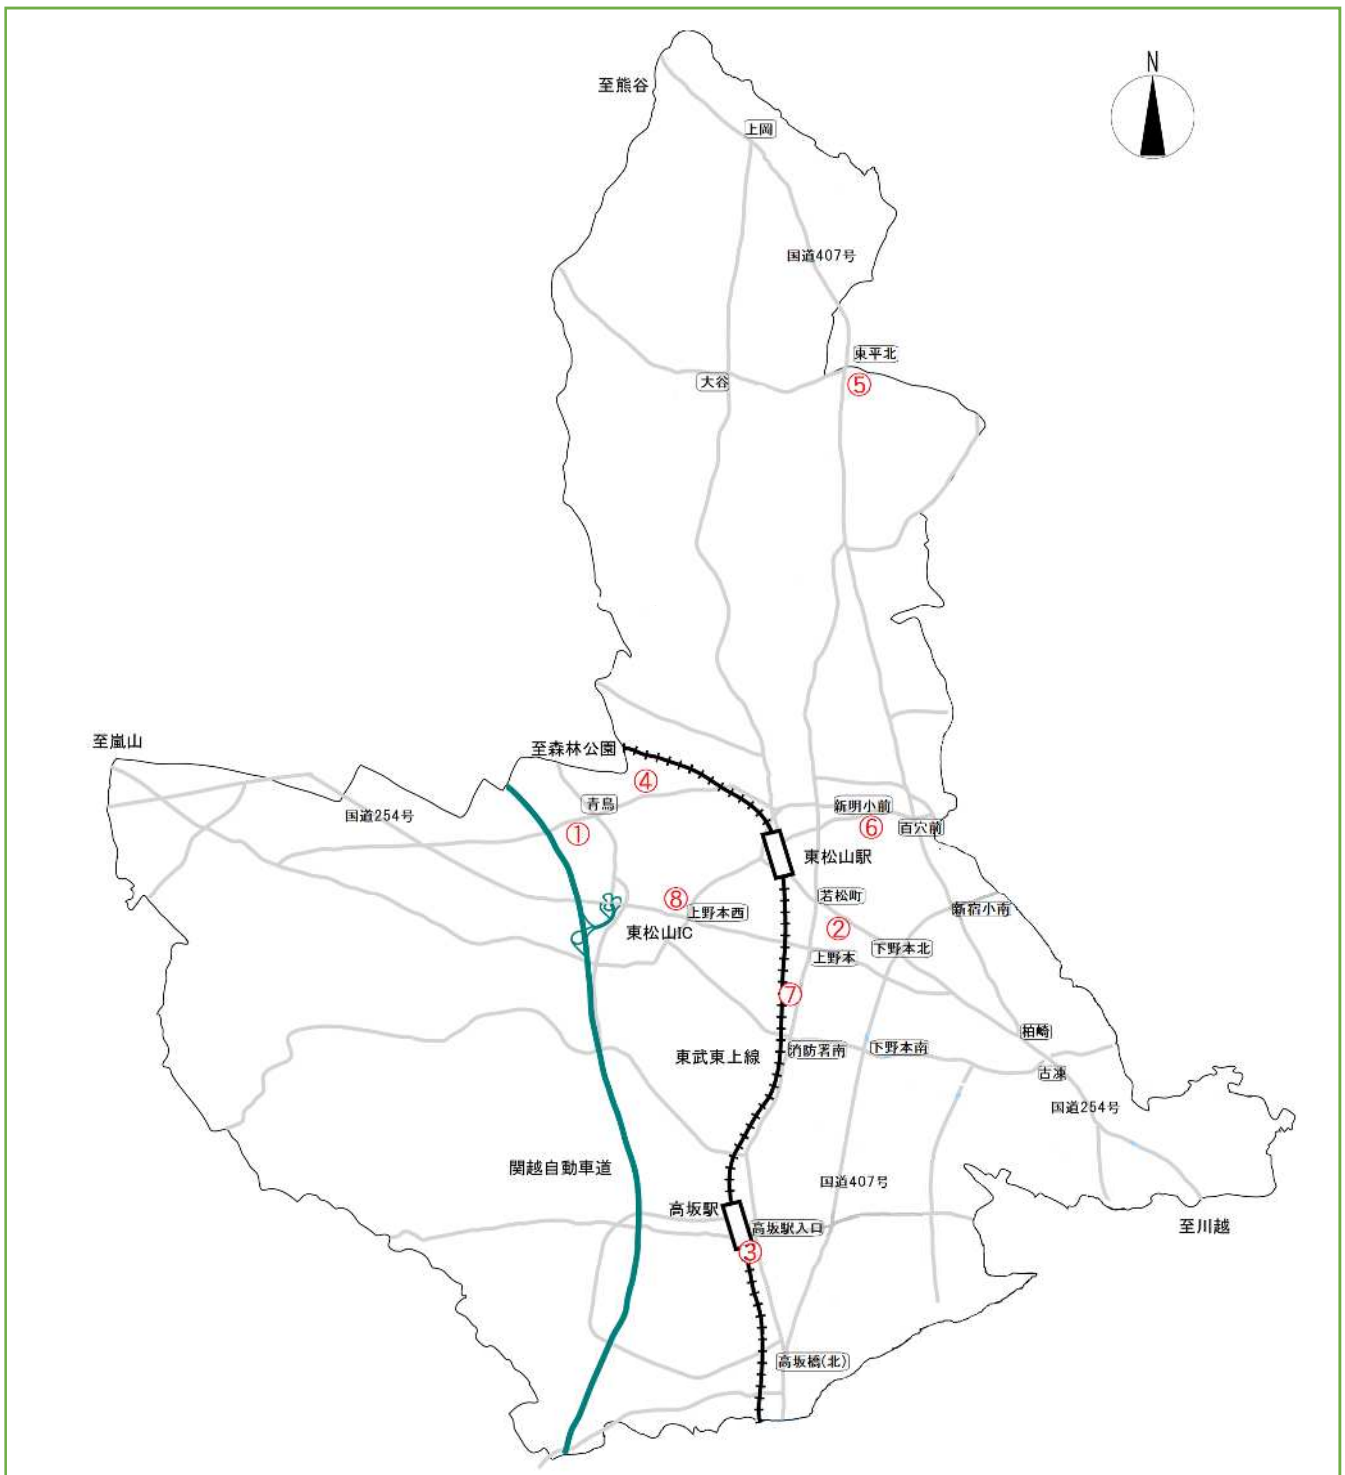 N
至熊谷
上岡
国道407号
東平北
大谷
⑤
至嵐山
至森林公園
④
国道254号
青鳥
新明小前
①
⑥
百穴前
東松山駅
⑧
若松町
上野本西
新宿小南
東松山IC
②
下野本北
上野本
⑦
柏崎
東武東上線
消防署南
下野本南
古凍
国道254号
関越自動車道
国道407号
高坂駅
高坂駅入口
至川越
③
高坂橋(北)